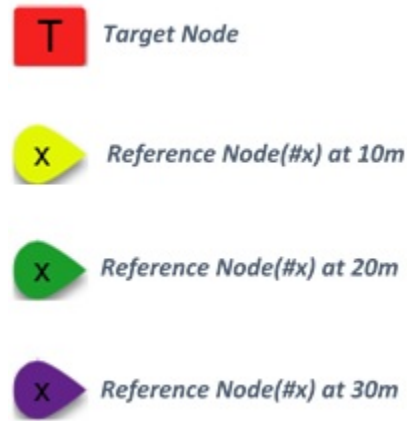 T Target Node
x Reference Node(#x) at 10m
x Reference Node(#x) at 20m
x Reference Node(#x) at 30m